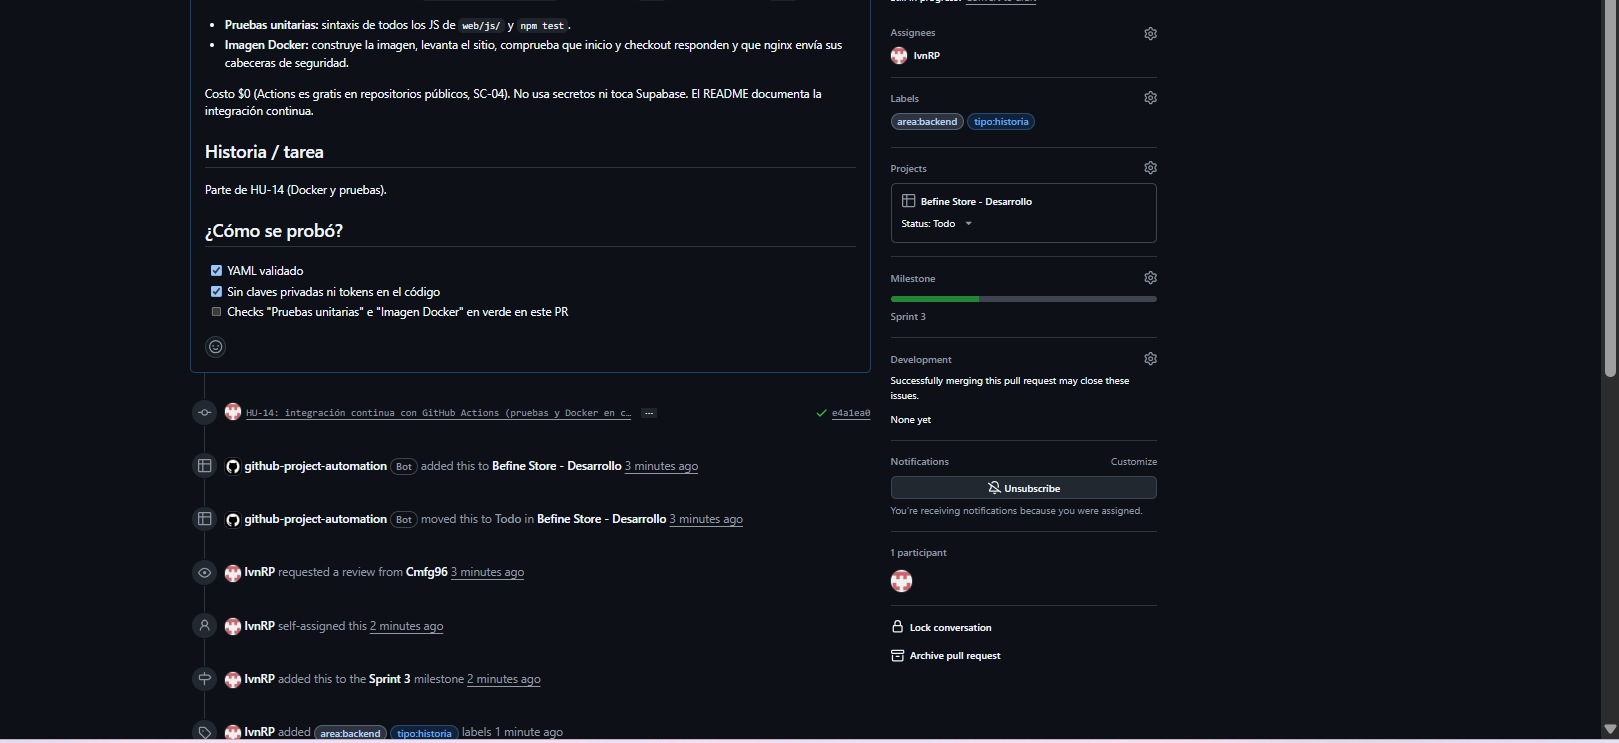 Pruebas unitarias: sintaxis de todos los JS de web/js/ y npm test.
Imagen Docker: construye la imagen, levanta el sitio, comprueba que inicio y checkout responden y que nginx envía sus
cabeceras de seguridad.
Costo $0 (Actions es gratis en repositorios públicos, SC-04). No usa secretos ni toca Supabase. El README documenta la
integración continua.
Historia / tarea
Parte de HU-14 (Docker y pruebas).
¿Cómo se probó?
YAML validado
Sin claves privadas ni tokens en el código
Checks "Pruebas unitarias" e "Imagen Docker" en verde en este PR
HU-14: integración continua con GitHub Actions (pruebas y Docker en c… ... e4a1ea0
github-project-automation Bot added this to Befine Store - Desarrollo 3 minutes ago
github-project-automation Bot moved this to Todo in Befine Store - Desarrollo 3 minutes ago
IvnRP requested a review from Cmfg96 3 minutes ago
IvnRP self-assigned this 2 minutes ago
IvnRP added this to the Sprint 3 milestone 2 minutes ago
IvnRP added area:backend tipo:historia labels 1 minute ago
Assignees
IvnRP
Labels
area:backend tipo:historia
Projects
Befine Store - Desarrollo
Status: Todo
Milestone
Sprint 3
Development
Successfully merging this pull request may close these
issues.
None yet
Notifications Customize
Unsubscribe
You're receiving notifications because you were assigned.
1 participant
Lock conversation
Archive pull request